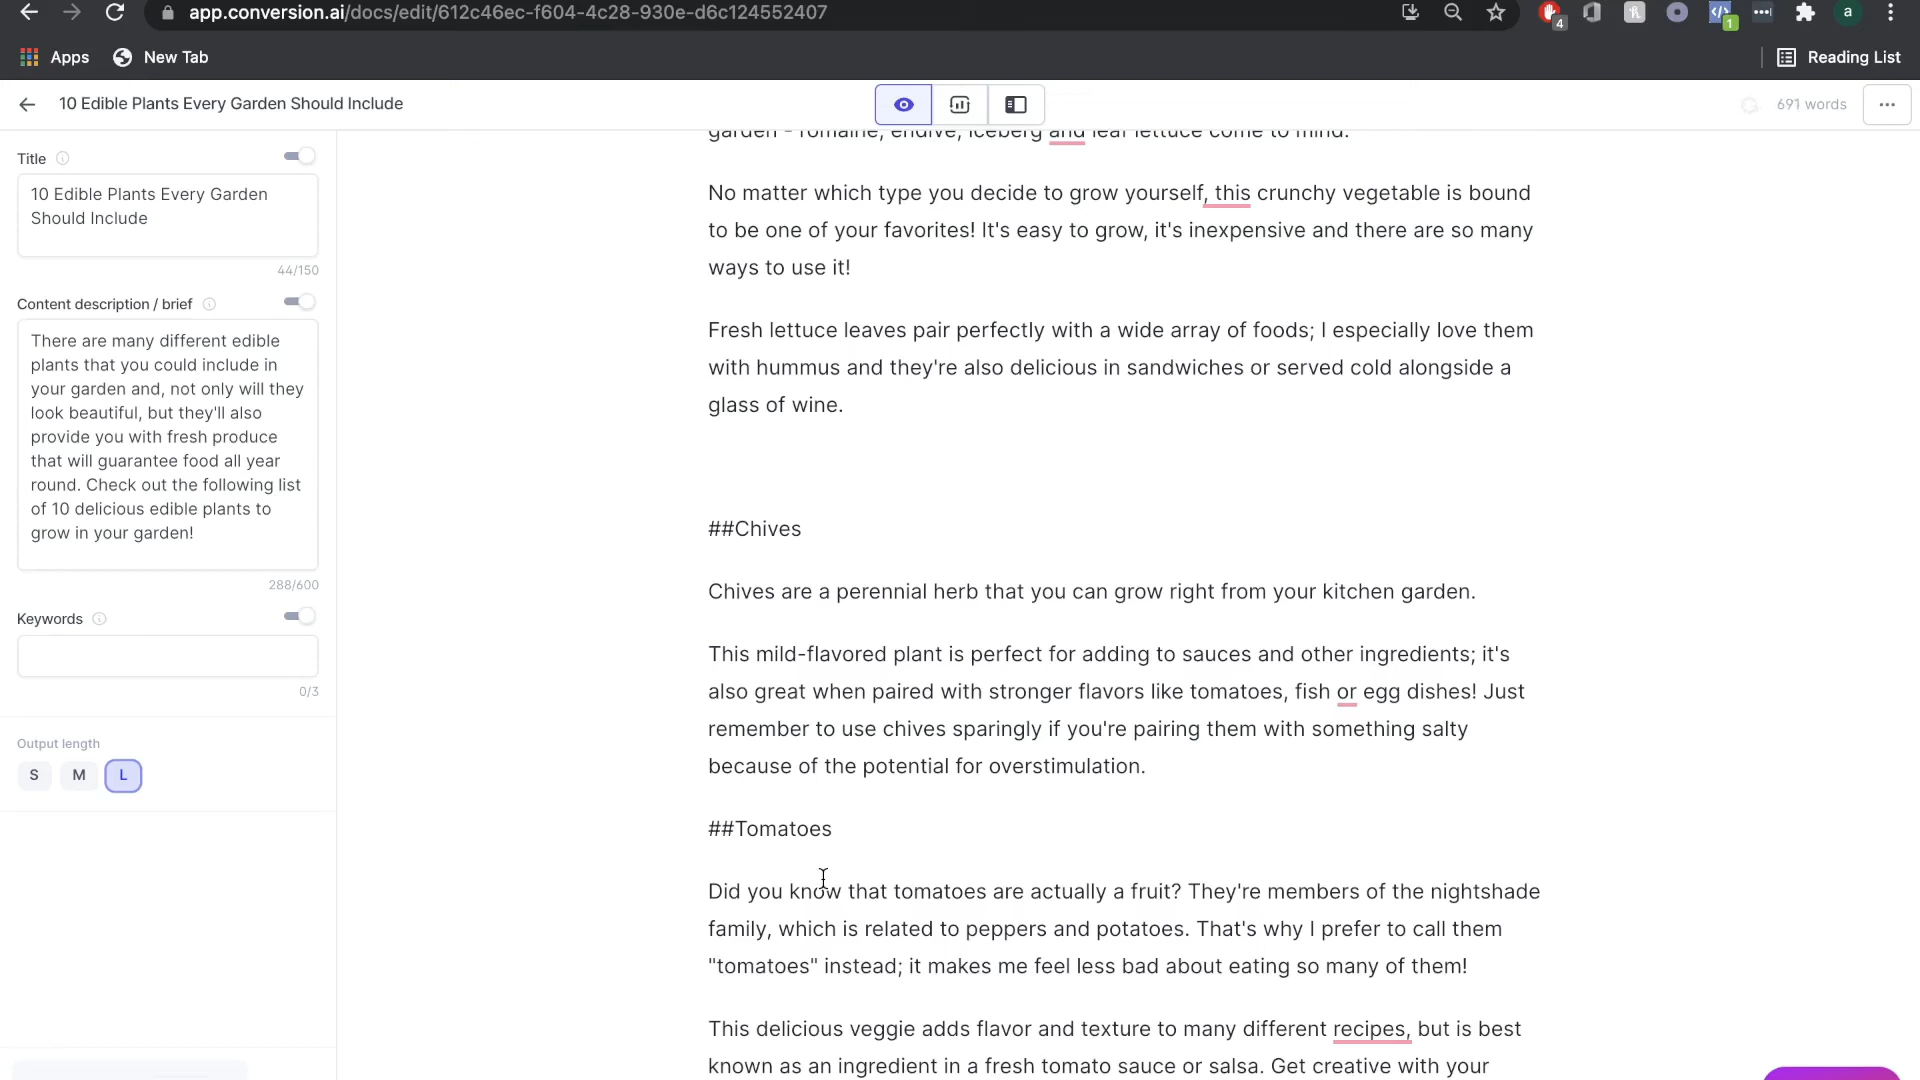 app.conversion.ai/docs/edit/612c46ec-f604-4c28-930e-d6c124552407
4
1
a
Apps
New Tab
Reading List
10 Edible Plants Every Garden Should Include
691 words
Title
10 Edible Plants Every Garden
Should Include
44/150
Content description / brief
There are many different edible
plants that you could include in
your garden and, not only will they
look beautiful, but they'll also
provide you with fresh produce
that will guarantee food all year
round. Check out the following list
of 10 delicious edible plants to
grow in your garden!
288/600
Keywords
0/3
Output length
S M L
garden - romaine, endive, iceberg and leaf lettuce come to mind.
No matter which type you decide to grow yourself, this crunchy vegetable is bound
to be one of your favorites! It's easy to grow, it's inexpensive and there are so many
ways to use it!
Fresh lettuce leaves pair perfectly with a wide array of foods; I especially love them
with hummus and they're also delicious in sandwiches or served cold alongside a
glass of wine.
##Chives
Chives are a perennial herb that you can grow right from your kitchen garden.
This mild-flavored plant is perfect for adding to sauces and other ingredients; it's
also great when paired with stronger flavors like tomatoes, fish or egg dishes! Just
remember to use chives sparingly if you're pairing them with something salty
because of the potential for overstimulation.
##Tomatoes
Did you know that tomatoes are actually a fruit? They're members of the nightshade
family, which is related to peppers and potatoes. That's why I prefer to call them
"tomatoes" instead; it makes me feel less bad about eating so many of them!
This delicious veggie adds flavor and texture to many different recipes, but is best
known as an ingredient in a fresh tomato sauce or salsa. Get creative with your